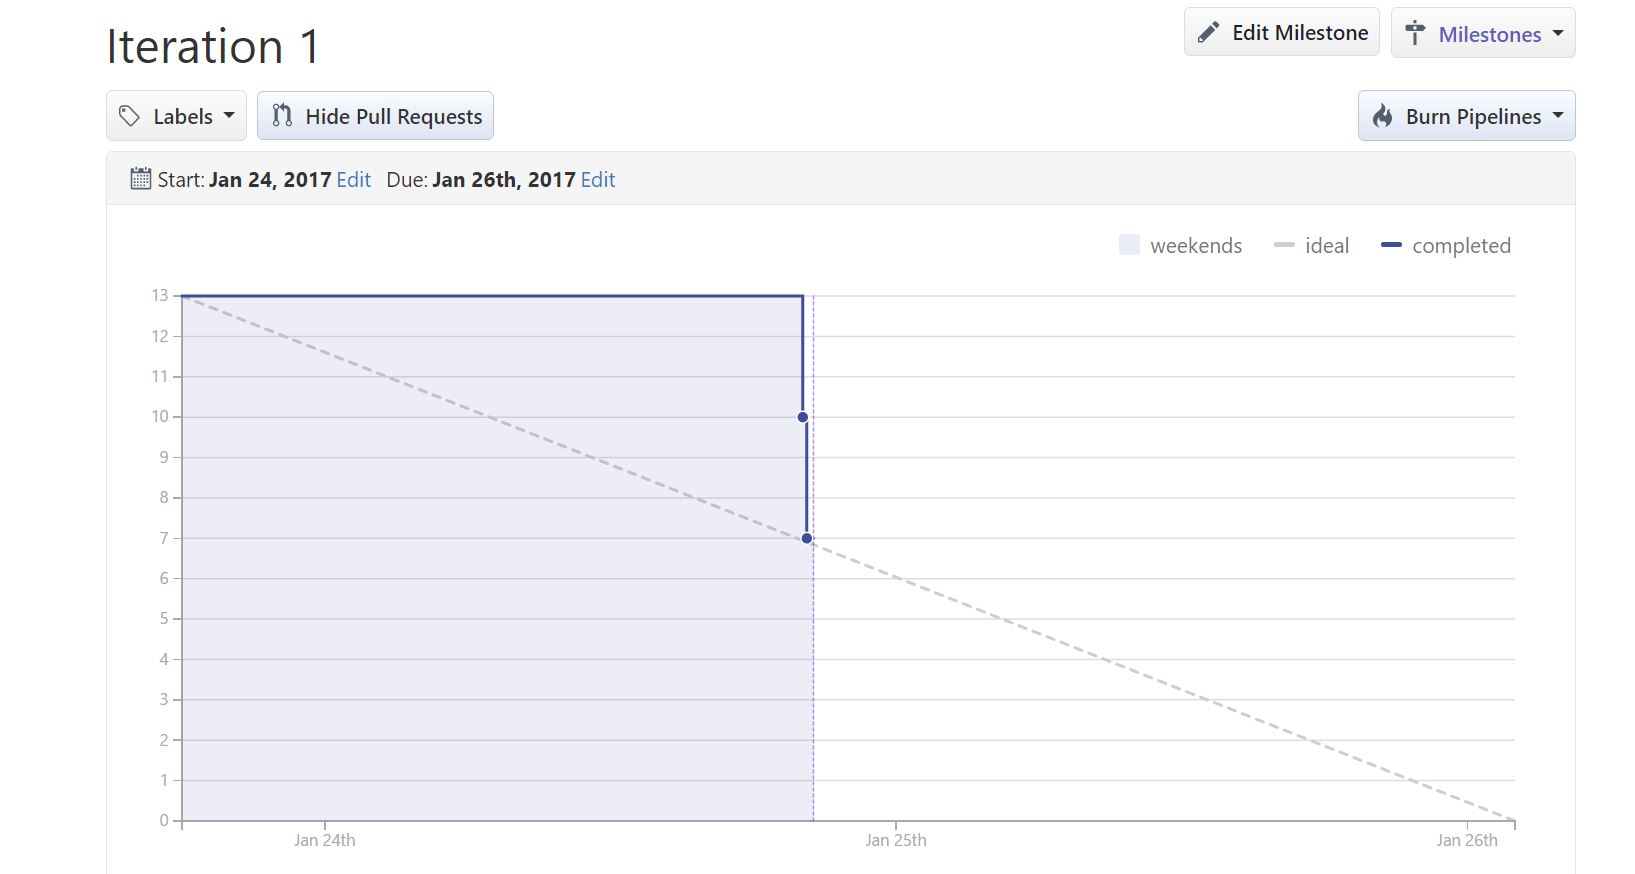 Iteration 1
Edit Milestone
Milestones
Labels
Hide Pull Requests
Burn Pipelines
Start: Jan 24, 2017 Edit Due: Jan 26th, 2017 Edit
weekends ideal completed
13
12
11
10
9
8
7
6
5
4
3
2
1
0
Jan 24th Jan 25th Jan 26th